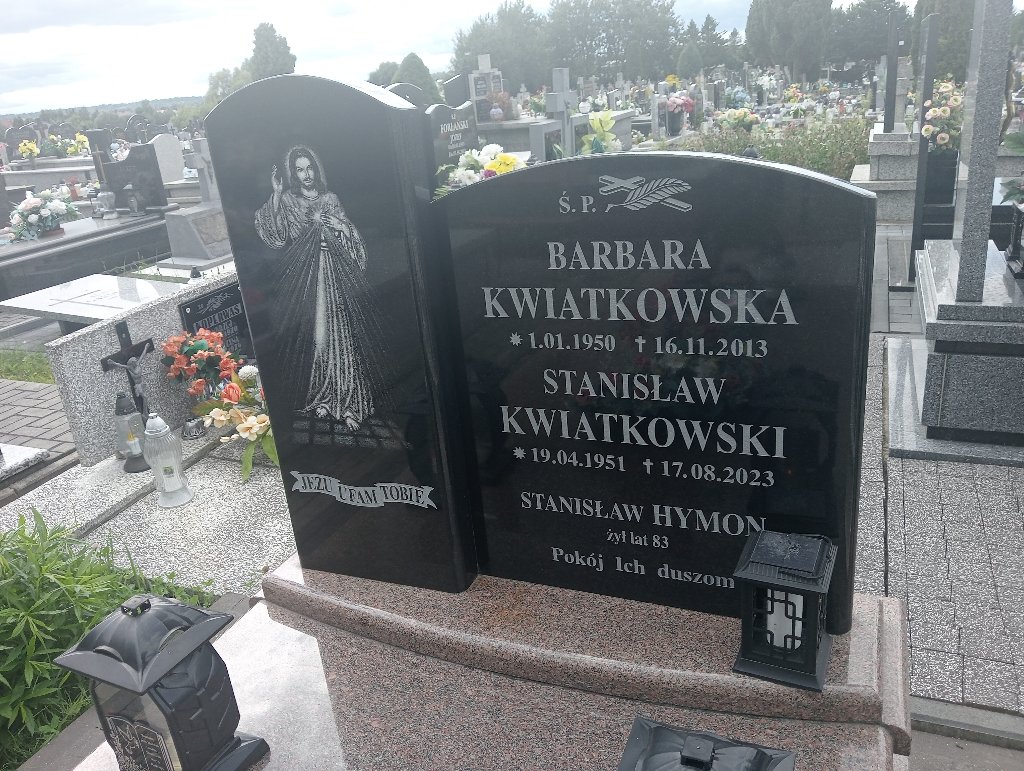 Ś. P.
BARBARA
KWIATKOWSKA
* 1.01.1950 † 16.11.2013
STANISŁAW
KWIATKOWSKI
* 19.04.1951 † 17.08.2023
STANISŁAW HYMON
żył lat 83
Pokój Ich duszom
JEZU UFAM TOBIE